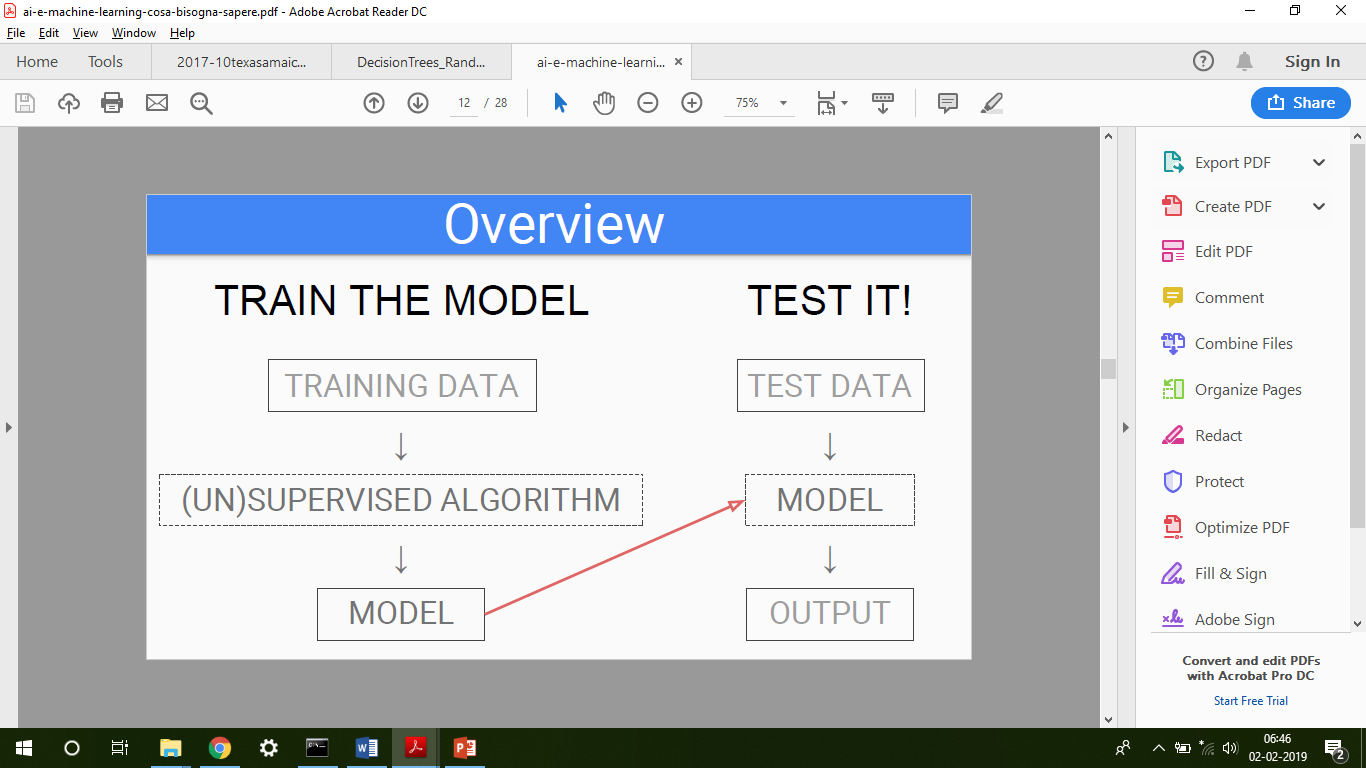 ai-e-machine-learning-cosa-bisogna-sapere.pdf - Adobe Acrobat Reader DC
File Edit View Window Help
Home Tools 2017-10texasamaic... DecisionTrees_Rand... ai-e-machine-learni... × Sign In
12 / 28 75% Share
Overview
TRAIN THE MODEL TEST IT!
TRAINING DATA TEST DATA
(UN)SUPERVISED ALGORITHM MODEL
MODEL OUTPUT
Export PDF
Create PDF
Edit PDF
Comment
Combine Files
Organize Pages
Redact
Protect
Optimize PDF
Fill & Sign
Adobe Sign
Convert and edit PDFs
with Acrobat Pro DC
Start Free Trial
06:46
02-02-2019
2